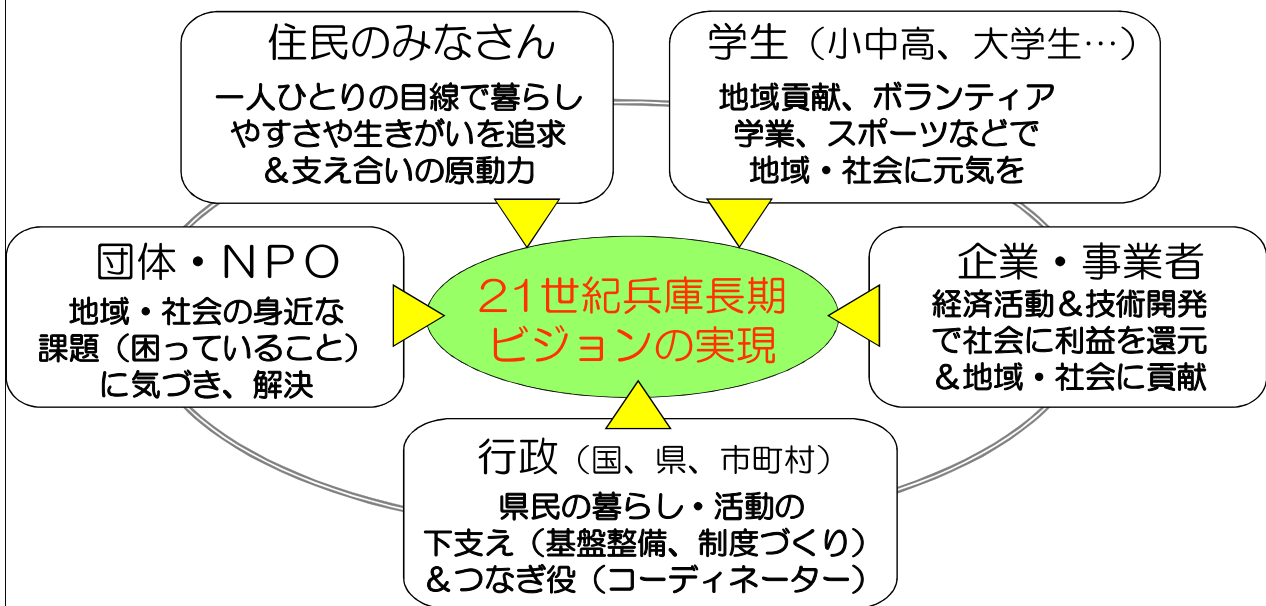 住民のみなさん
一人ひとりの目線で暮らし
やすさや生きがいを追求
＆支え合いの原動力
学生（小中高、大学生…）
地域貢献、ボランティア
学業、スポーツなどで
地域・社会に元気を
団体・ＮＰＯ
地域・社会の身近な
課題（困っていること）
に気づき、解決
21世紀兵庫長期
ビジョンの実現
企業・事業者
経済活動＆技術開発
で社会に利益を還元
＆地域・社会に貢献
行政（国、県、市町村）
県民の暮らし・活動の
下支え（基盤整備、制度づくり）
＆つなぎ役（コーディネーター）